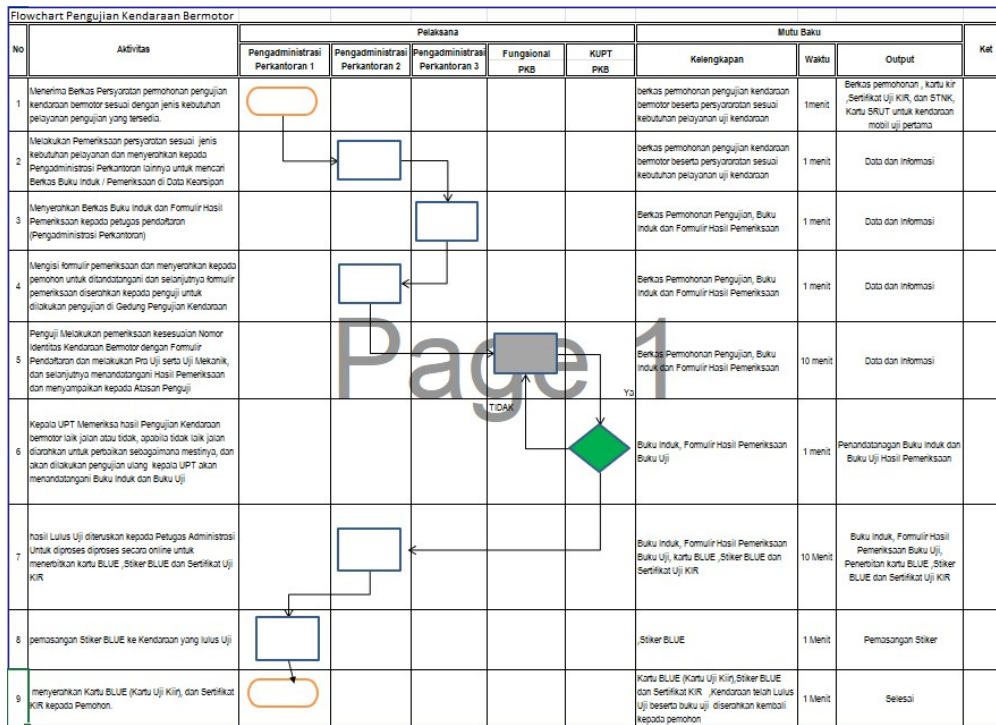 Flowchart Pengujian Kendaraan Bermotor
No
Aktivitas
Pelaksana
Mutu Baku
Ket
Pengadministrasi
Perkantoran 1
Pengadministrasi
Perkantoran 2
Pengadministrasi
Perkantoran 3
Fungsional
PKB
KUPT
PKB
Kelengkapan
Waktu
Output
1
Menerima Berkas Persyaratan permohonan pengujian
kendaraan bermotor sesuai dengan jenis kebutuhan
pelayanan pengujian yang tersedia.
berkas permohonan pengujian kendaraan
bermotor beserta persyararatan sesuai
kebutuhan pelayanan uji kendaraan
1menit
Berkas permohonan , kartu kir
,Sertifikat Uji KIR, dan STNK,
Kartu SRUT untuk kendaraan
mobil uji pertama
2
Melakukan Pemeriksaan persyaratan sesuai jenis
kebutuhan pelayanan dan menyerahkan kepada
Pengadministrasi Perkantoran lainnya untuk mencari
Berkas Buku Induk / Pemeriksaan di Data Kearsipan
berkas permongonan pengujian kendaraan
bermotor beserta persyararatan sesuai
kebutuhan pelayanan uji kendaraan
1 menit
Data dan Informasi
3
Menyerahkan Berkas Buku Induk dan Formulir Hasil
Pemeriksaan kepada petugas pendaftaran
(Pengadministrasi Perkantoran)
Berkas Permohonan Pengujian, Buku
Induk dan Formulir Hasil Pemeriksaan
1 menit
Data dan Informasi
4
Mengisi formulir pemeriksaan dan menyerahkan kepada
pemohon untuk ditandatangani dan selanjutnya formulir
pemeriksaan diserahkan kepada penguji untuk
dilakukan pengujian di Gedung Pengujian Kendaraan
Berkas Permohonan Pengujian, Buku
Induk dan Formulir Hasil Pemeriksaan
1 menit
Data dan Informasi
Page 1
5
Penguji Melakukan pemeriksaan kesesuaian Nomor
Identitas Kendaraan Bermotor dengan Formulir
Pendaftaran dan melakukan Pra Uji serta Uji Mekanik,
dan selanjutnya menandatangani Hasil Pemeriksaan
dan menyampaikan kepada Atasan Penguji
Berkas Permohonan Pengujian, Buku
Induk dan Formulir Hasil Pemeriksaan
10 menit
Data dan Informasi
Ya
TIDAK
6
Kepala UPT Memeriksa hasil Pengujian Kendaraan
bermotor laik jalan atau tidak, apabila tidak laik jalan
diarahkan untuk perbaikan sebagaimana mestinya, dan
akan dilakukan pengujian ulang kepala UPT akan
menandatangani Buku Induk dan Buku Uji
Buku Induk, Formulir Hasil Pemeriksaan
Buku Uji,
1 menit
Penandatanagan Buku Induk dan
Buku Uji Hasil Pemeriksaan
7
hasil Lulus Uji diteruskan kepada Petugas Administrasi
Untuk diproses diproses secara online untuk
menerbitkan kartu BLUE ,Stiker BLUE dan Sertifikat Uji
KIR
Buku Induk, Formulir Hasil Pemeriksaan
Buku Uji, kartu BLUE ,Stiker BLUE dan
Sertifikat Uji KIR
10 Menit
Buku Induk, Formulir Hasil
Pemeriksaan Buku Uji,
Penerbitan kartu BLUE ,Stiker
BLUE dan Sertifikat Uji KIR
8
pemasangan Stiker BLUE ke Kendaraan yang lulus Uji
,Stiker BLUE
1 Menit
Pemasangan Stiker
9
menyerahkan Kartu BLUE (Kartu Uji Kiir), dan Sertifikat
KIR kepada Pemohon.
Kartu BLUE (Kartu Uji Kiir),Stiker BLUE
dan Sertifikat KIR ,Kendaraan telah Lulus
Uji beserta buku uji diserahkan kembali
kepada pemohon
1 Menit
Selesai